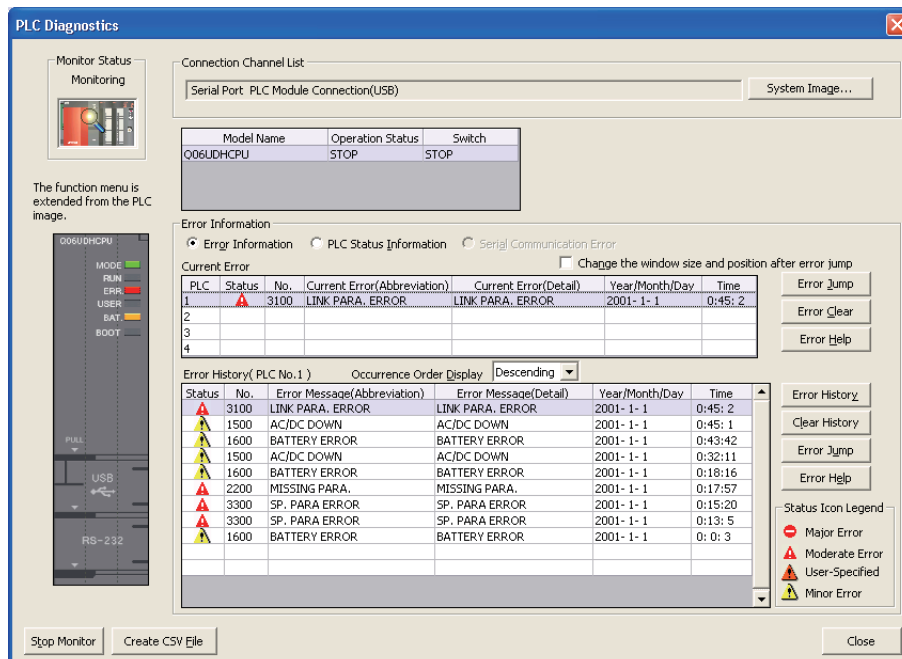 PLC Diagnostics
Monitor Status
Monitoring
Connection Channel List
Serial Port  PLC Module Connection(USB)
System Image...
Model Name Operation Status Switch
Q06UDHCPU STOP STOP
The function menu is
extended from the PLC
image.
Q06UDHCPU
MODE
RUN
ERR.
USER
BAT.
BOOT
PULL
USB
RS-232
Error Information
Error Information PLC Status Information Serial Communication Error
Current Error
Change the window size and position after error jump
PLC Status No. Current Error(Abbreviation) Current Error(Detail) Year/Month/Day Time
1 3100 LINK PARA. ERROR LINK PARA. ERROR 2001- 1- 1 0:45: 2
2
3
4
Error Jump
Error Clear
Error Help
Error History( PLC No.1 ) Occurrence Order Display Descending
Status No. Error Message(Abbreviation) Error Message(Detail) Year/Month/Day Time
3100 LINK PARA. ERROR LINK PARA. ERROR 2001- 1- 1 0:45: 2
1500 AC/DC DOWN AC/DC DOWN 2001- 1- 1 0:45: 1
1600 BATTERY ERROR BATTERY ERROR 2001- 1- 1 0:43:42
1500 AC/DC DOWN AC/DC DOWN 2001- 1- 1 0:32:11
1600 BATTERY ERROR BATTERY ERROR 2001- 1- 1 0:18:16
2200 MISSING PARA. MISSING PARA. 2001- 1- 1 0:17:57
3300 SP. PARA ERROR SP. PARA ERROR 2001- 1- 1 0:15:20
3300 SP. PARA ERROR SP. PARA ERROR 2001- 1- 1 0:13: 5
1600 BATTERY ERROR BATTERY ERROR 2001- 1- 1 0: 0: 3
Error History
Clear History
Error Jump
Error Help
Status Icon Legend
Major Error
Moderate Error
User-Specified
Minor Error
Stop Monitor
Create CSV File
Close